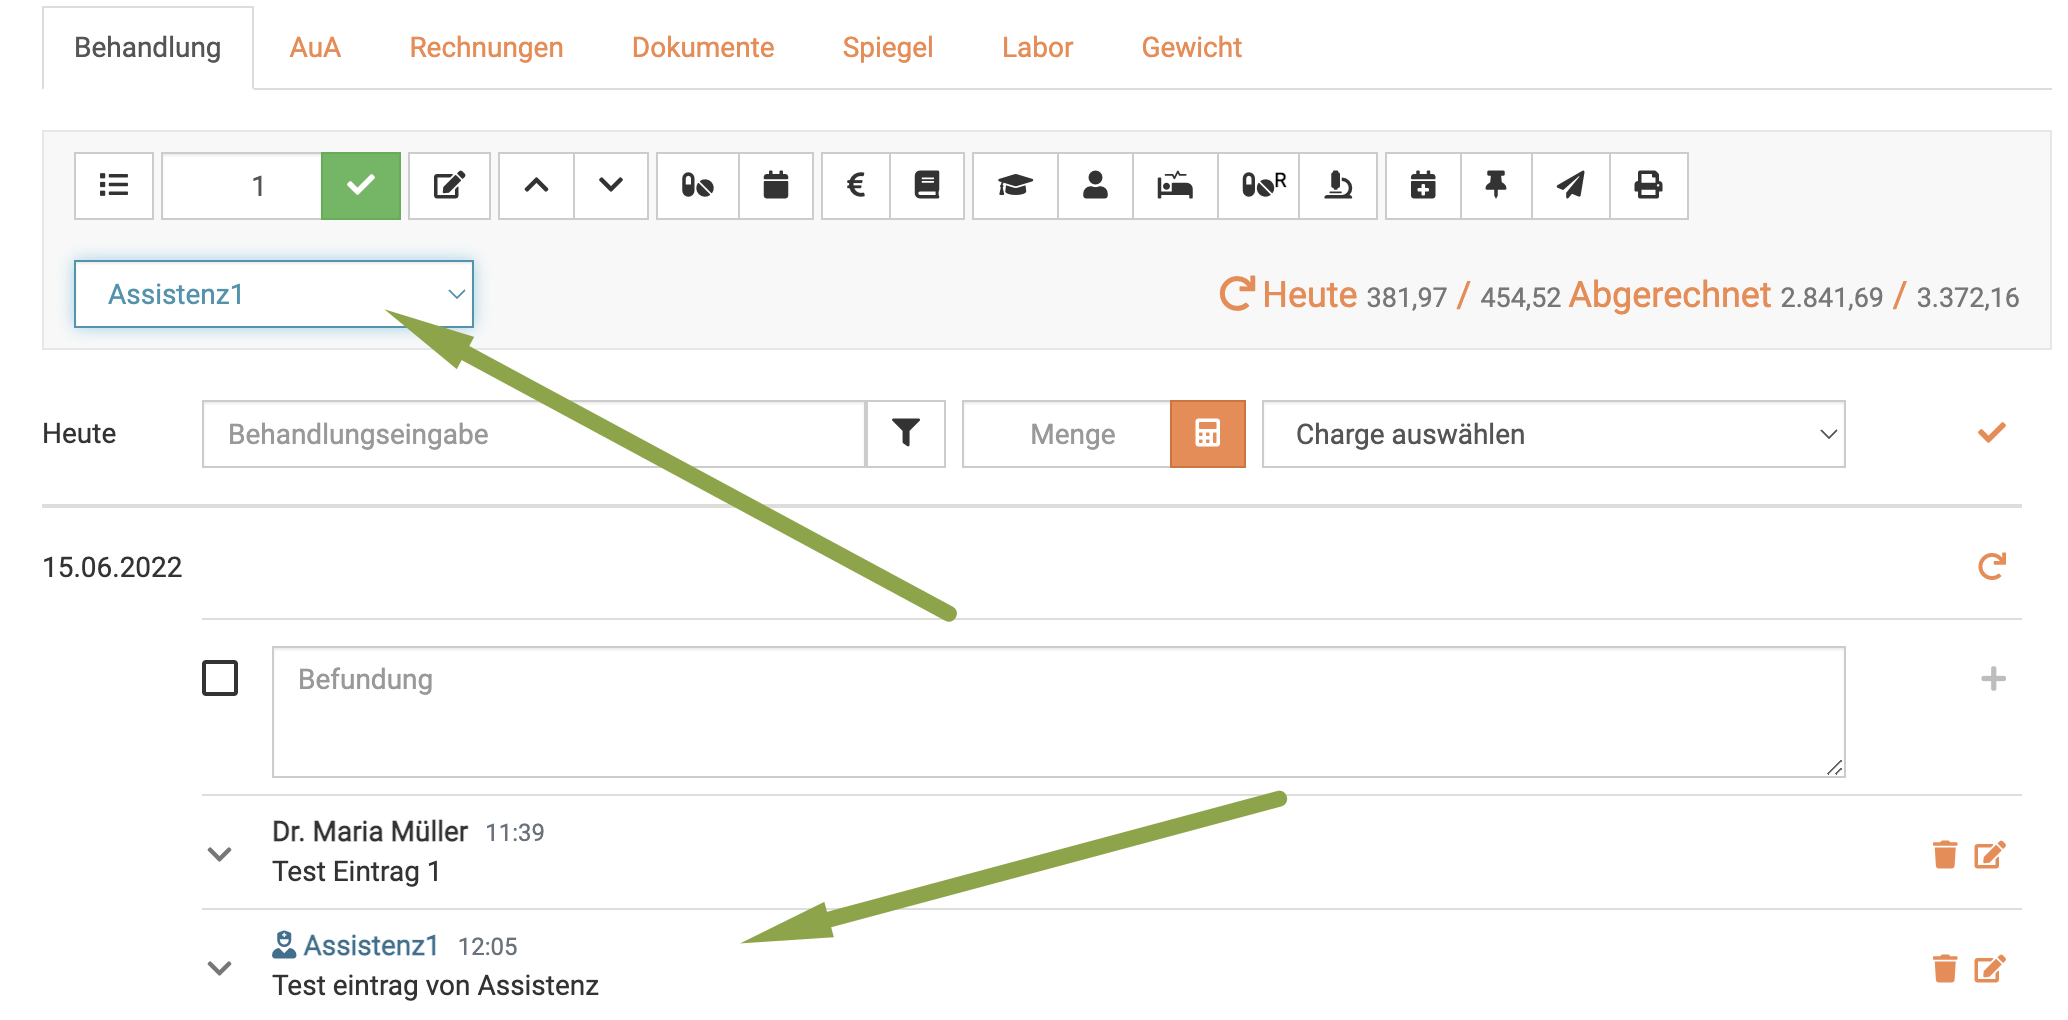 Behandlung AuA Rechnungen Dokumente Spiegel Labor Gewicht
1 € R
Assistenz1 Heute 381,97 / 454,52 Abgerechnet 2.841,69 / 3.372,16
Heute Behandlungseingabe Menge Charge auswählen
15.06.2022
Befundung
Dr. Maria Müller 11:39
Test Eintrag 1
Assistenz1 12:05
Test eintrag von Assistenz